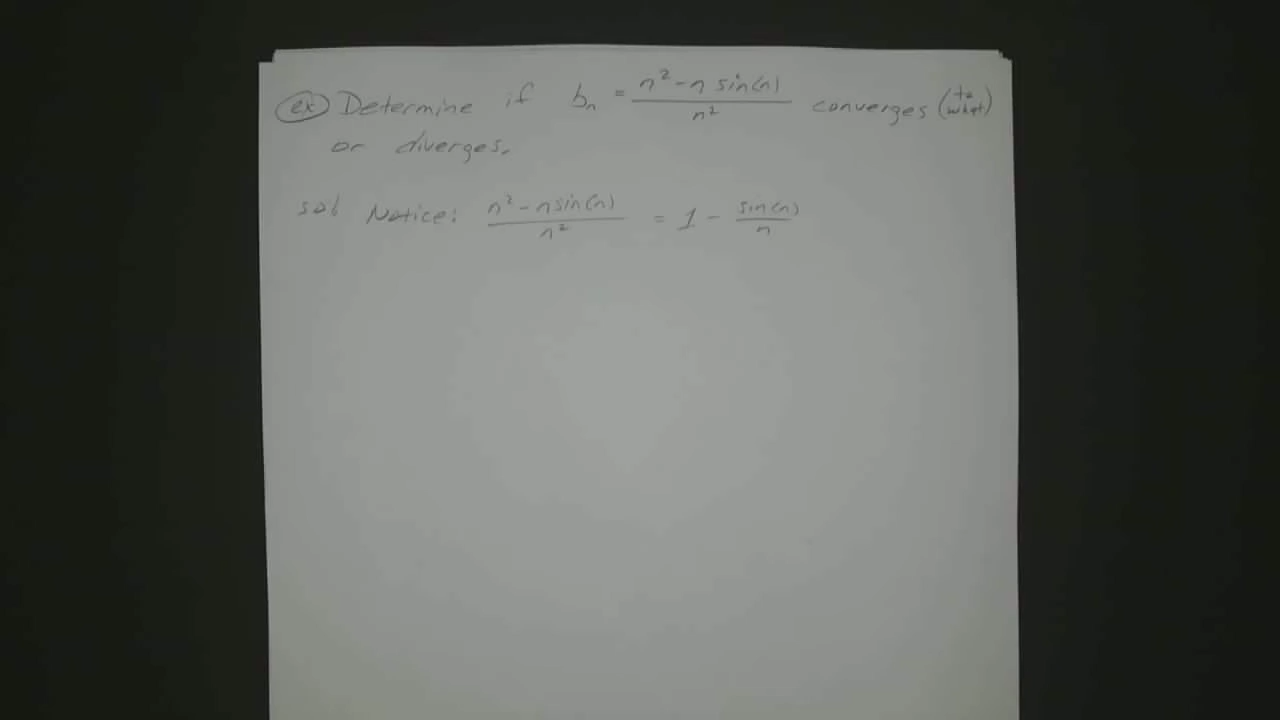 ex Determine if bₙ = (n² - n sin(n)) / n² converges (to what)
or diverges.
sol Notice: (n² - n sin(n)) / n² = 1 - sin(n) / n